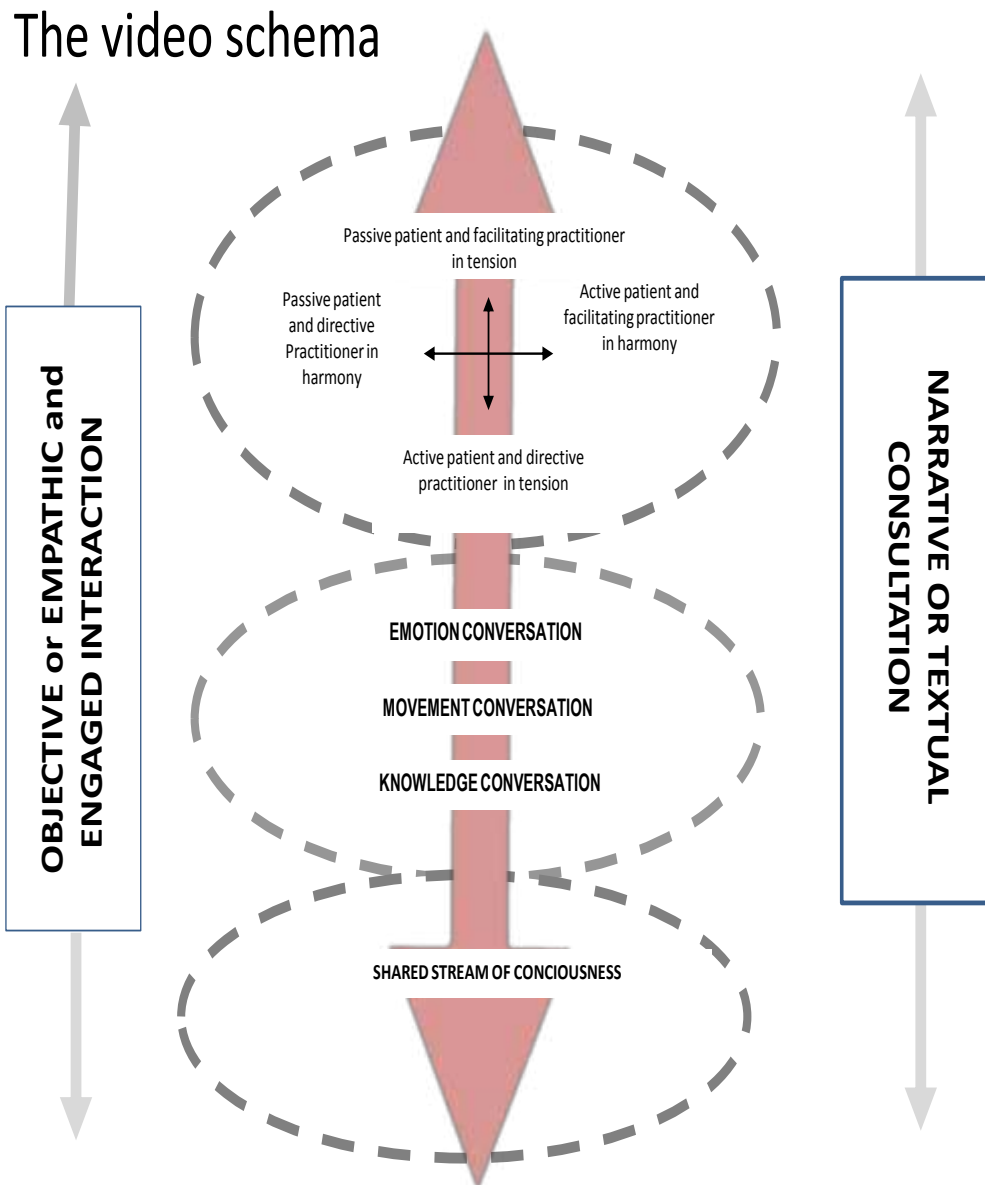 The video schema
Passive patient and facilitating practitioner
in tension
Passive patient
and directive
Practitioner in
harmony
Active patient and
facilitating practitioner
in harmony
Active patient and directive
practitioner in tension
OBJECTIVE or EMPATHIC and
ENGAGED INTERACTION
NARRATIVE OR TEXTUAL
CONSULTATION
EMOTION CONVERSATION
MOVEMENT CONVERSATION
KNOWLEDGE CONVERSATION
SHARED STREAM OF CONCIOUSNESS